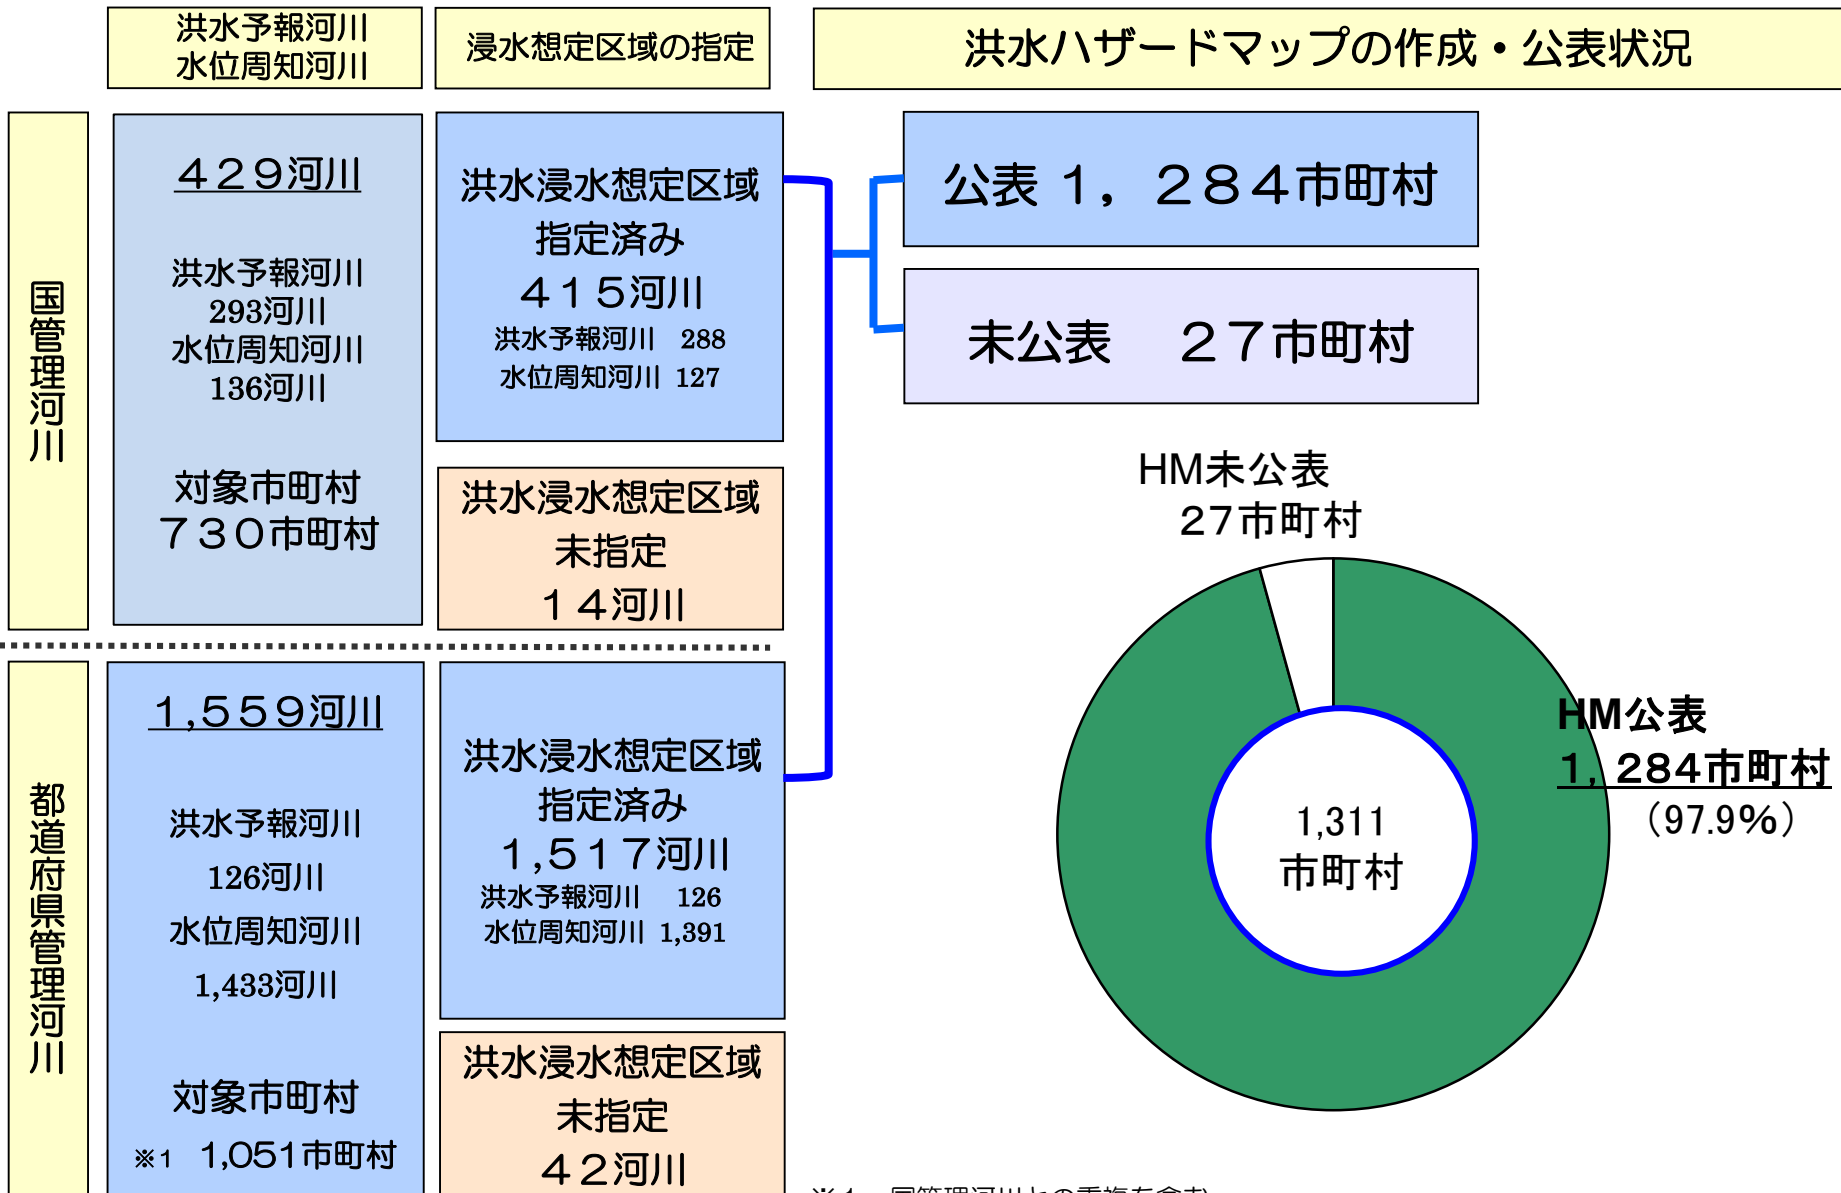 洪水予報河川
水位周知河川
浸水想定区域の指定
洪水ハザードマップの作成・公表状況
国管理河川
４２９河川
洪水予報河川
293河川
水位周知河川
136河川
対象市町村
７３０市町村
洪水浸水想定区域
指定済み
４１５河川
洪水予報河川 288
水位周知河川 127
洪水浸水想定区域
未指定
１４河川
公表 １，２８４市町村
未公表 ２７市町村
HM未公表
27市町村
HM公表
1，284市町村
（97.9％）
1,311
市町村
都道府県管理河川
１,５５９河川
洪水予報河川
126河川
水位周知河川
1,433河川
対象市町村
※1 1,051市町村
洪水浸水想定区域
指定済み
１,５１７河川
洪水予報河川 126
水位周知河川 1,391
洪水浸水想定区域
未指定
４２河川
※１ 国管理河川との重複を含む